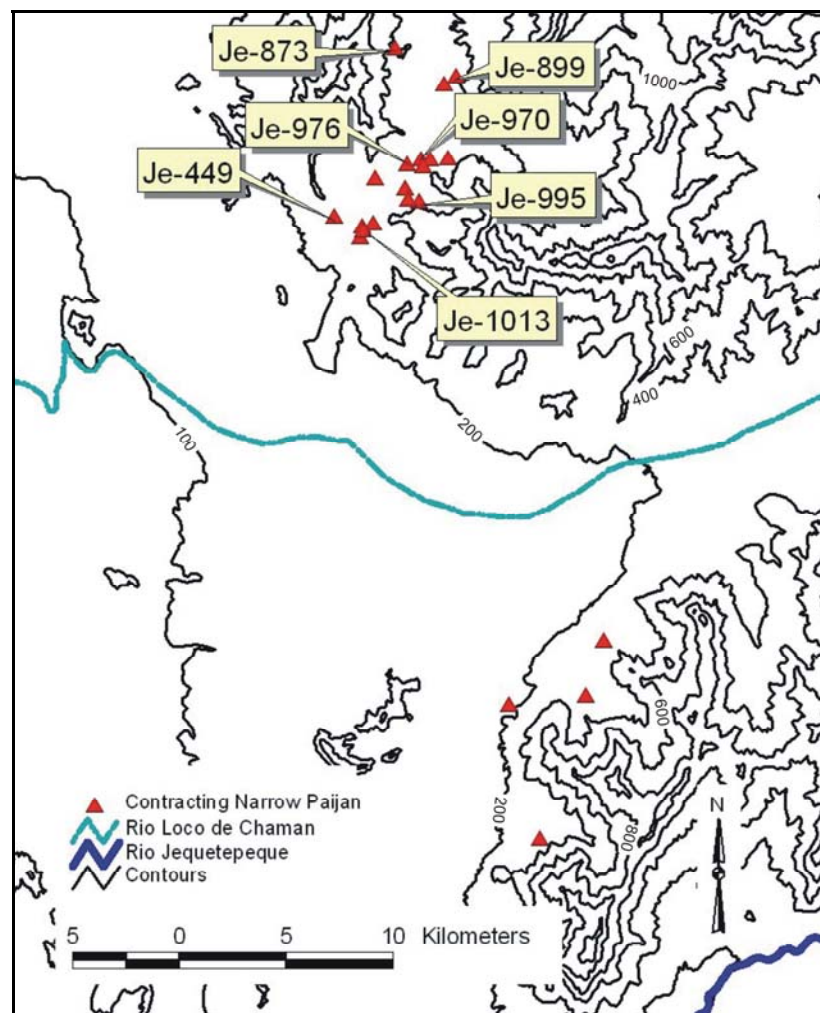 Je-873
Je-899
1000
Je-970
Je-976
Je-449
Je-995
Je-1013
600
400
200
100
600
200
800
N
Contracting Narrow Paijan
Rio Loco de Chaman
Rio Jequetepeque
Contours
5 0 5 10 Kilometers